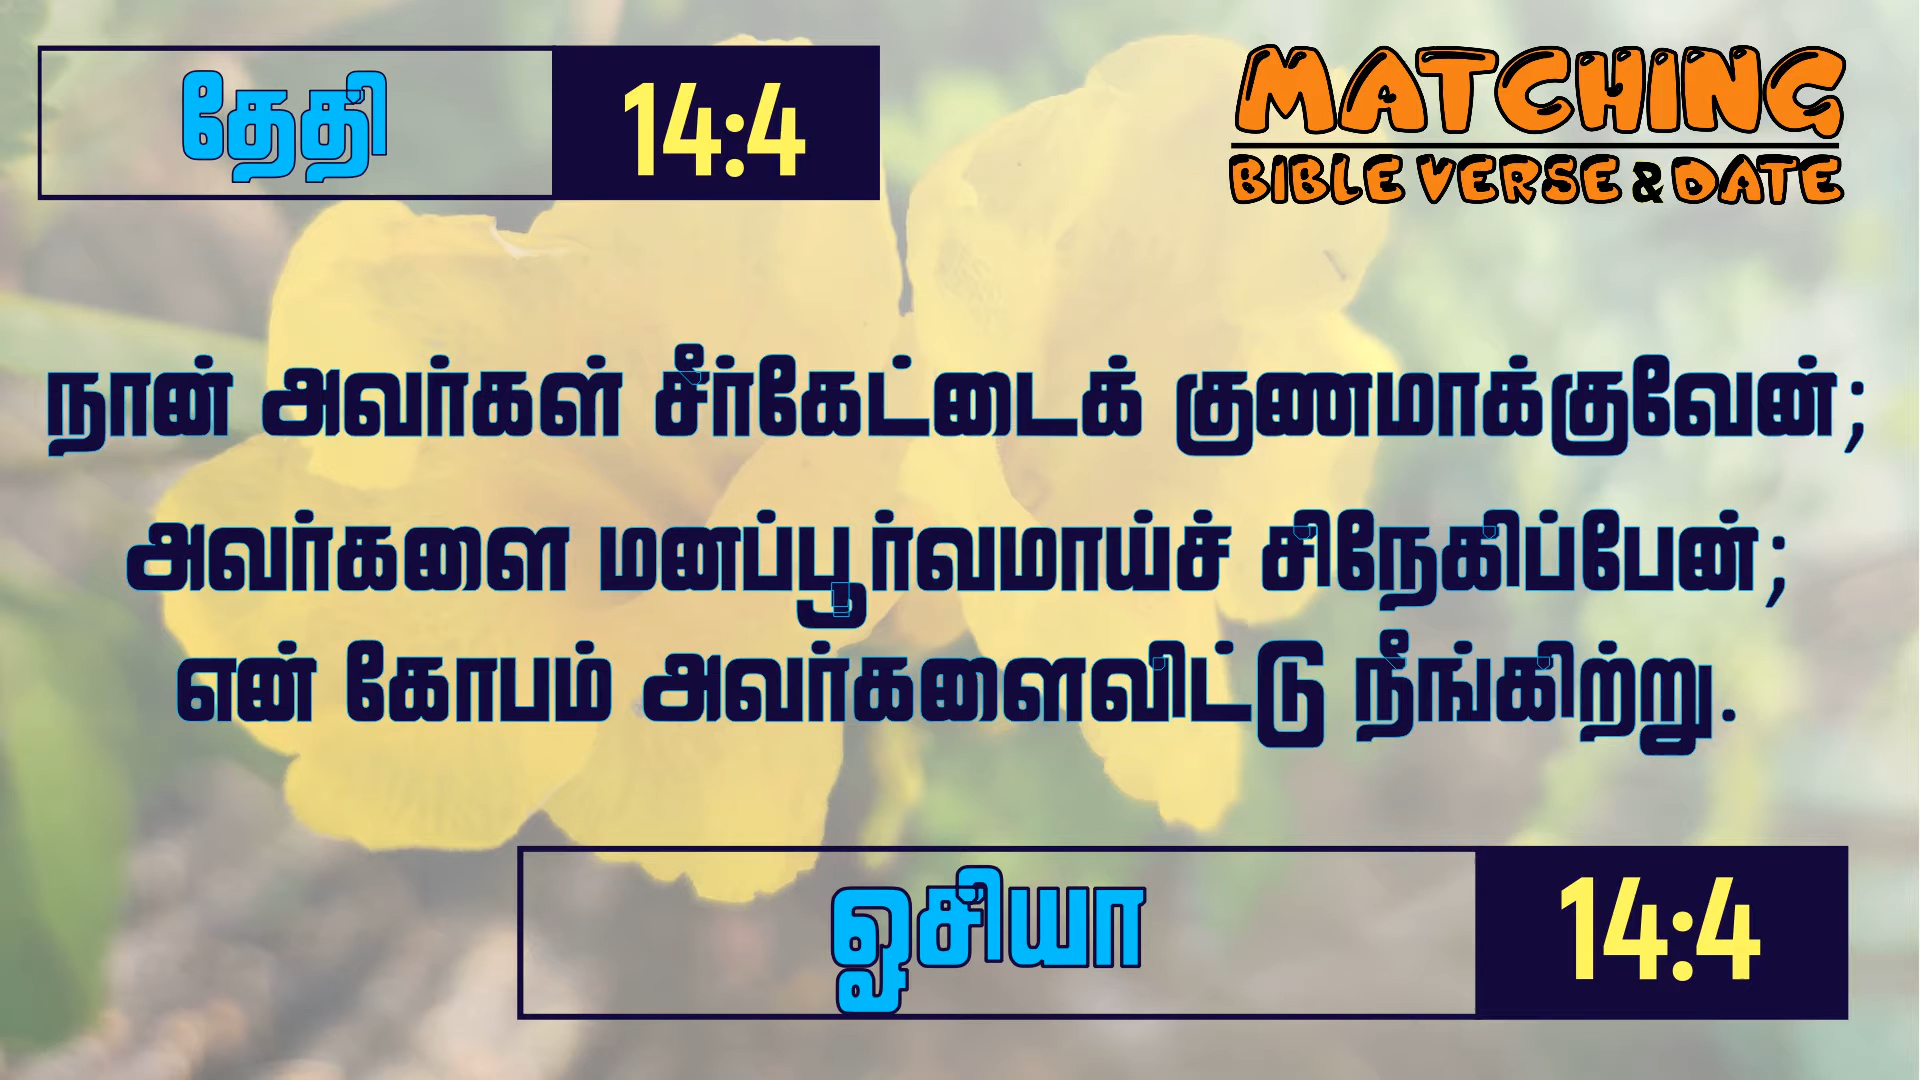 தேதி 14:4
MATCHING
BIBLE VERSE & DATE
நான் அவர்கள் சீர்கேட்டைக் குணமாக்குவேன்;
அவர்களை மனப்பூர்வமாய்ச் சிநேகிப்பேன்;
என் கோபம் அவர்களைவிட்டு நீங்கிற்று.
ஓசியா 14:4